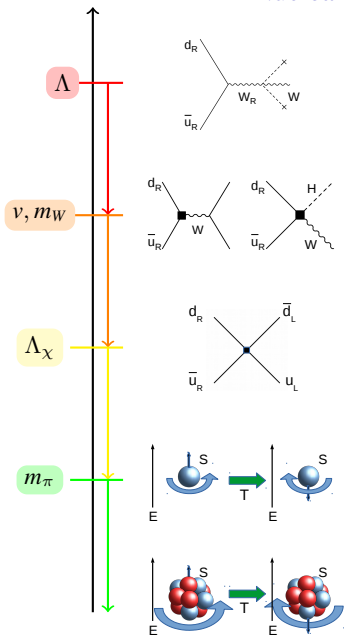 d_R
Λ
W_R W
ū_R
d_R d_R H
v, m_W
W
ū_R ū_R W
d_R d̄_L
Λ_χ
ū_R u_L
S S
m_π
T
E E
S S
T
E E